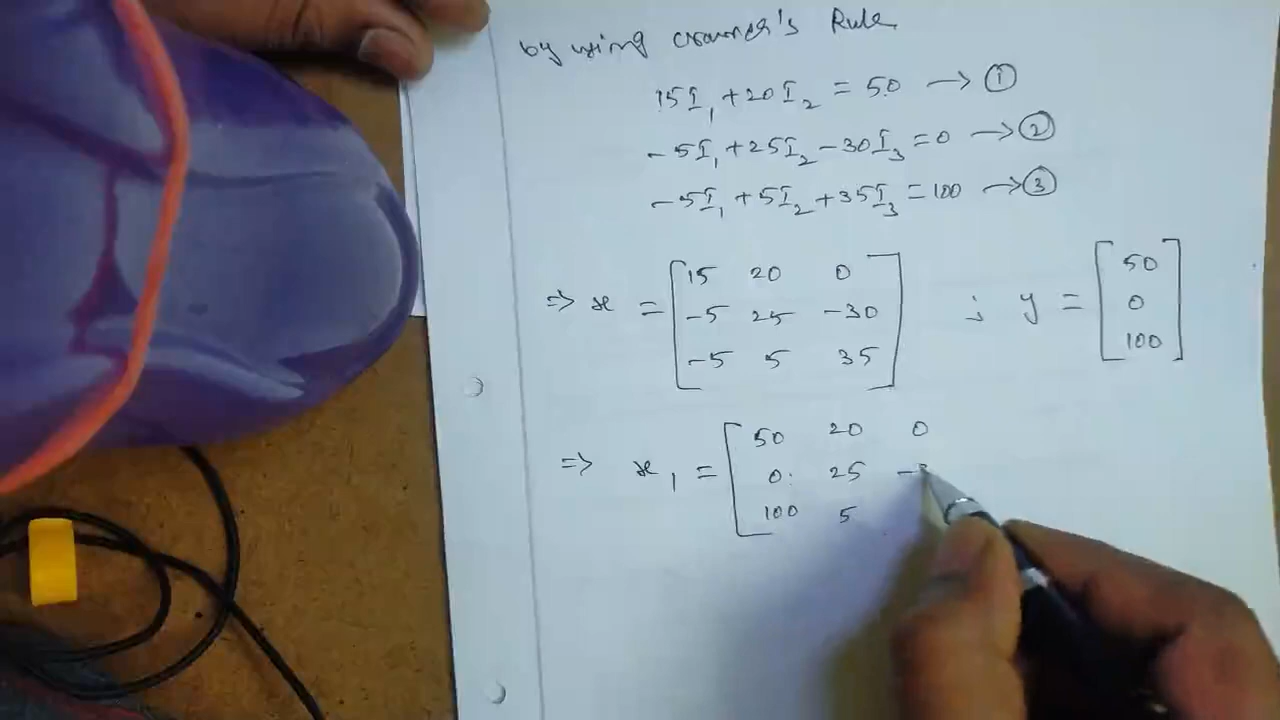 by using cramer's Rule
15I₁ + 20I₂ = 50 → ①
-5I₁ + 25I₂ - 30I₃ = 0 → ②
-5I₁ + 5I₂ + 35I₃ = 100 → ③
⇒ x = [15 20 0 ; y = [50
-5 25 -30 0
-5 5 35] 100]
⇒ x₁ = [50 20 0
0 25 -3
100 5